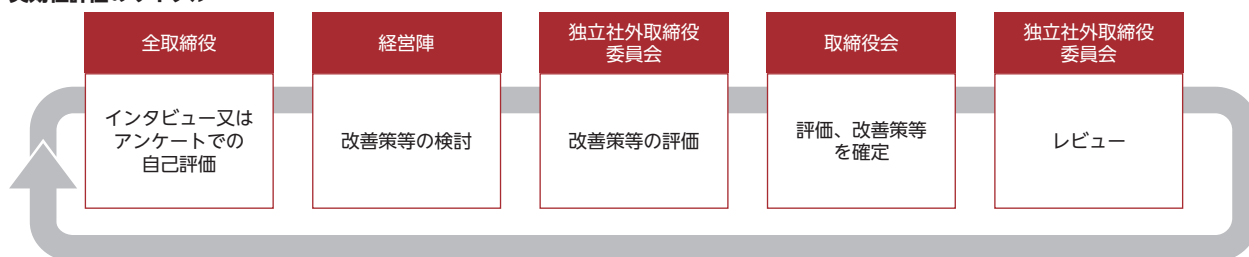 全取締役
経営陣
独立社外取締役
委員会
取締役会
独立社外取締役
委員会
インタビュー又は
アンケートでの
自己評価
改善策等の検討
改善策等の評価
評価、改善策等
を確定
レビュー